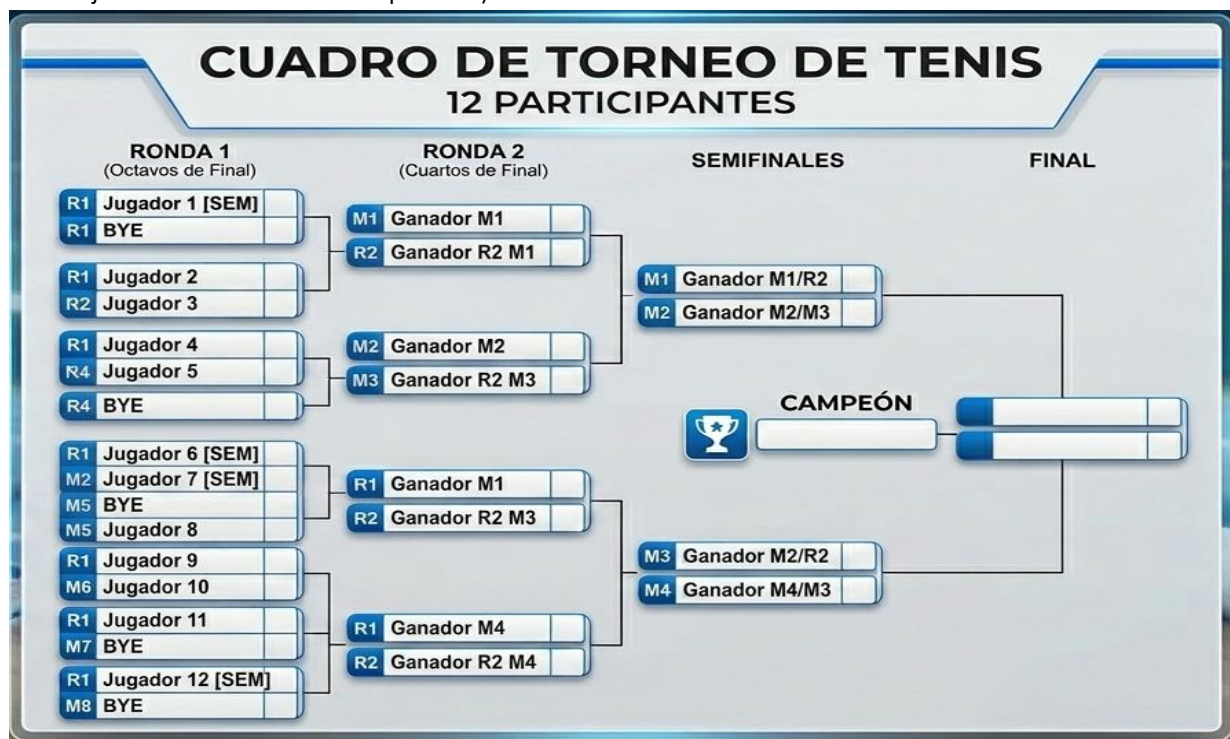 CUADRO DE TORNEO DE TENIS
12 PARTICIPANTES
RONDA 1
(Octavos de Final)
R1 Jugador 1 [SEM]
R1 BYE
R1 Jugador 2
R2 Jugador 3
R1 Jugador 4
R4 Jugador 5
R4 BYE
R1 Jugador 6 [SEM]
M2 Jugador 7 [SEM]
M5 BYE
M5 Jugador 8
R1 Jugador 9
M6 Jugador 10
R1 Jugador 11
M7 BYE
R1 Jugador 12 [SEM]
M8 BYE
RONDA 2
(Cuartos de Final)
M1 Ganador M1
R2 Ganador R2 M1
M2 Ganador M2
M3 Ganador R2 M3
R1 Ganador M1
R2 Ganador R2 M3
R1 Ganador M4
R2 Ganador R2 M4
SEMIFINALES
M1 Ganador M1/R2
M2 Ganador M2/M3
M3 Ganador M2/R2
M4 Ganador M4/M3
FINAL
CAMPEÓN